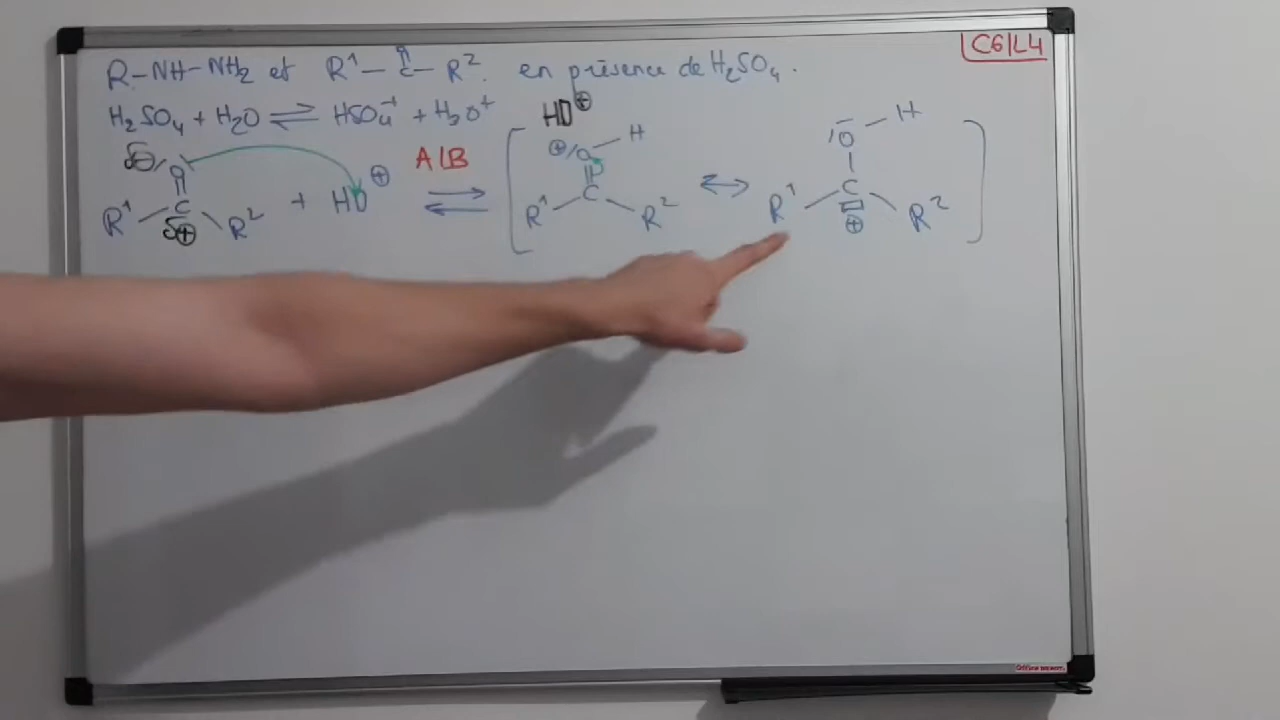 C6/L4
O
R-NH-NH₂ et R¹-C-R² en présence de H₂SO₄.
H₂SO₄ + H₂O ⇌ HSO₄⁻ + H₃O⁺
HO⊕
δ⊖ O
C
R¹ R² δ⊕
+ HO⊕
A/B
⇌
⊕ O-H
C
R¹ R²
↔
O-H
C
R¹ R²
⊕